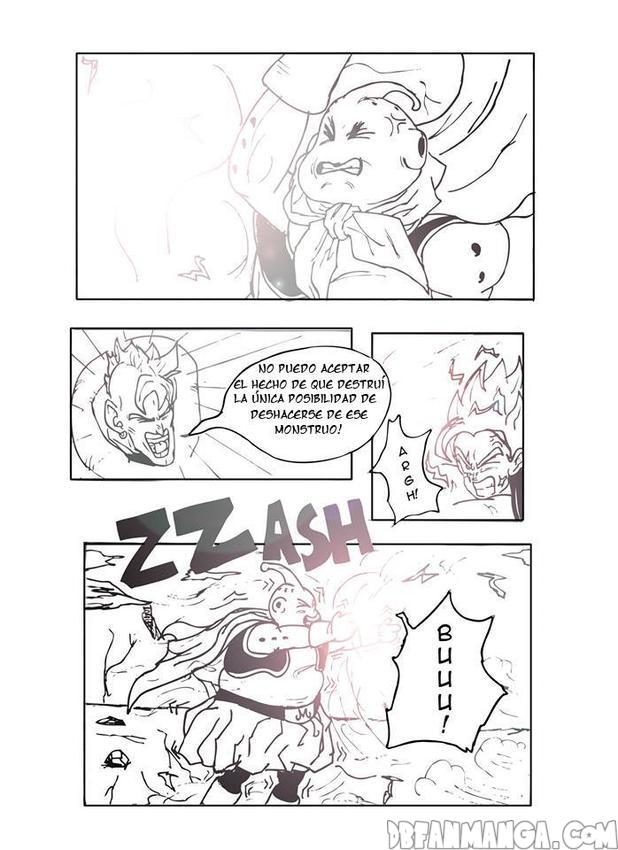 NO PUEDO ACEPTAR
EL HECHO DE QUE DESTRUÍ
LA ÚNICA POSIBILIDAD DE
DESHACERSE DE ESE
MONSTRUO!
ARGH!
ZZASH
BUUU!
M
DBFANMANGA.COM